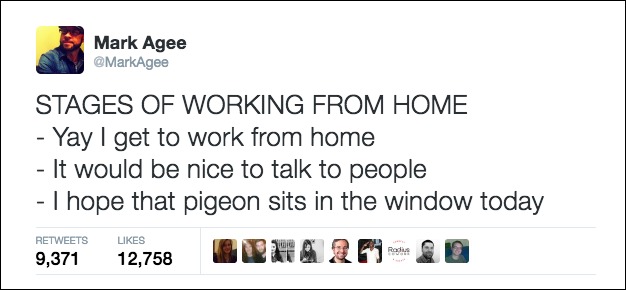 Mark Agee
@MarkAgee
STAGES OF WORKING FROM HOME
- Yay I get to work from home
- It would be nice to talk to people
- I hope that pigeon sits in the window today
RETWEETS LIKES
9,371 12,758
Radius